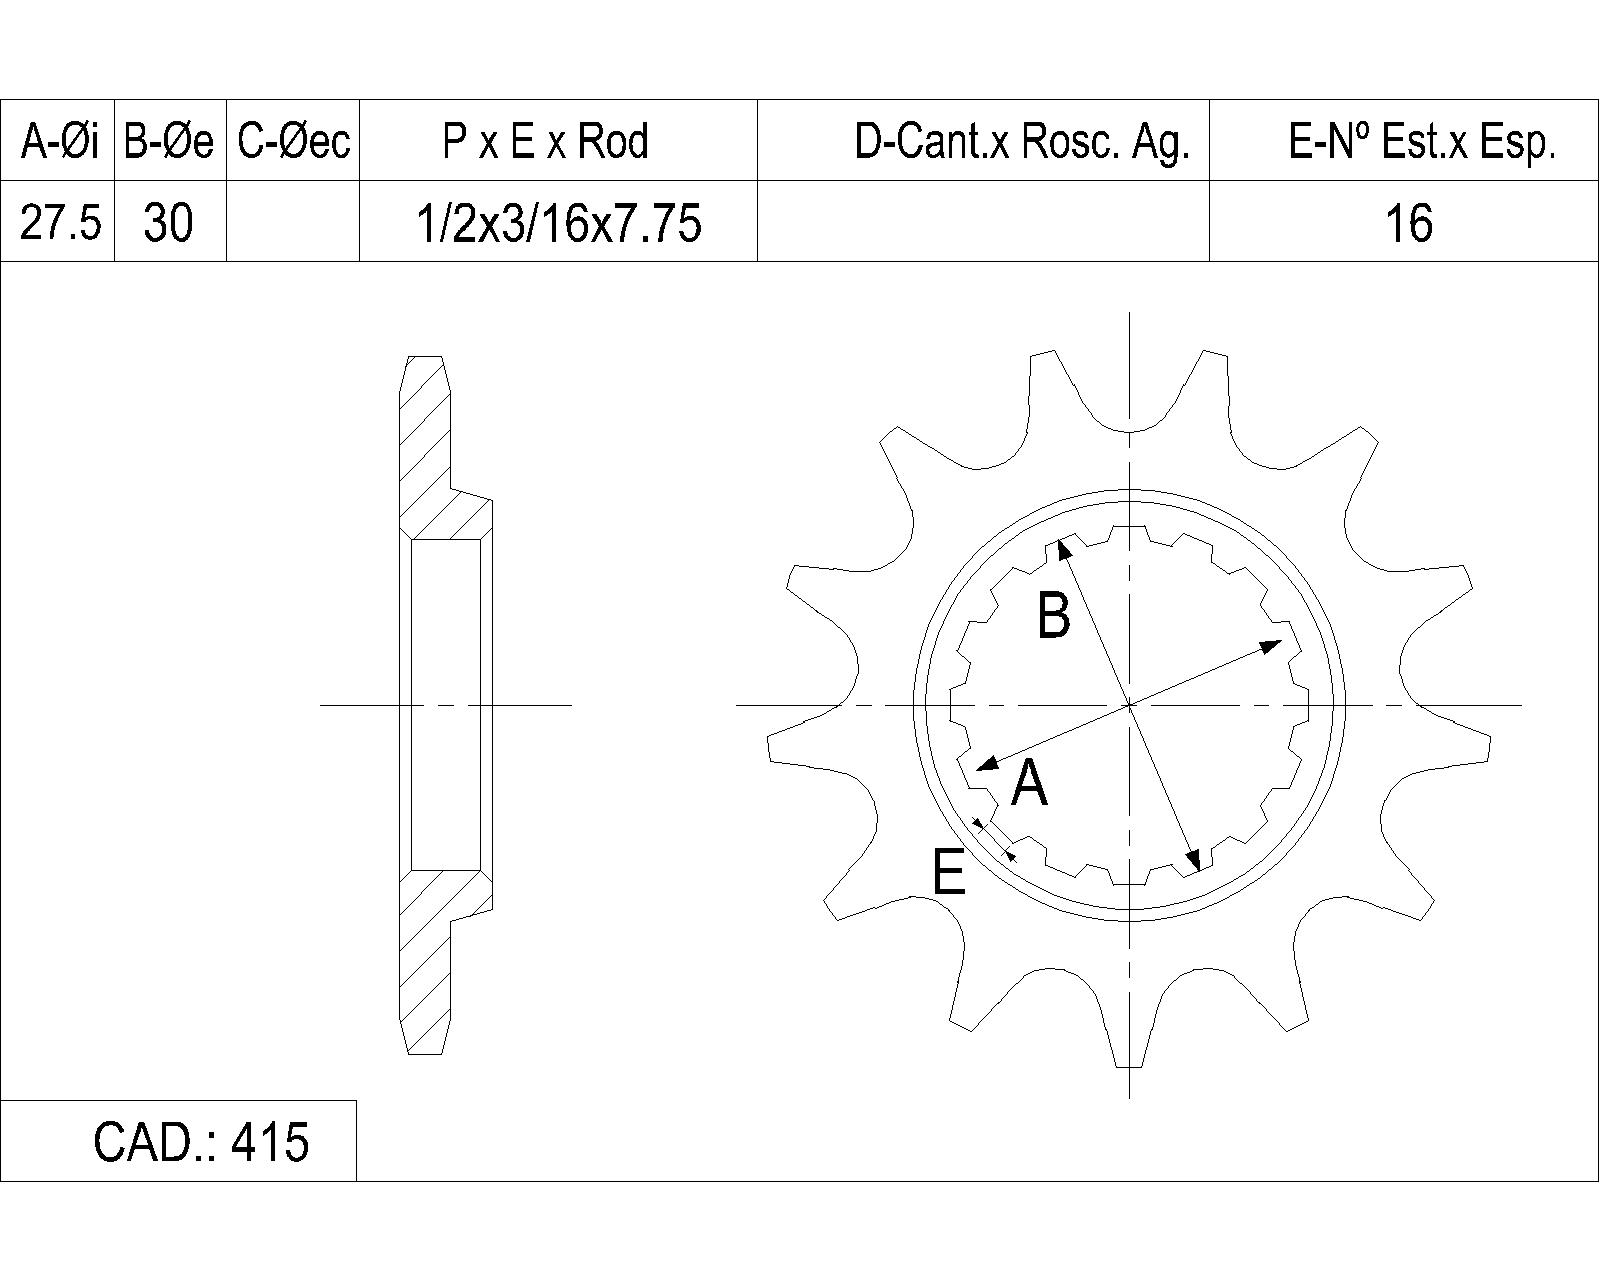 A-Øi B-Øe C-Øec P x E x Rod D-Cant.x Rosc. Ag. E-Nº Est.x Esp.
27.5 30 1/2x3/16x7.75 16
B
A
E
CAD.: 415